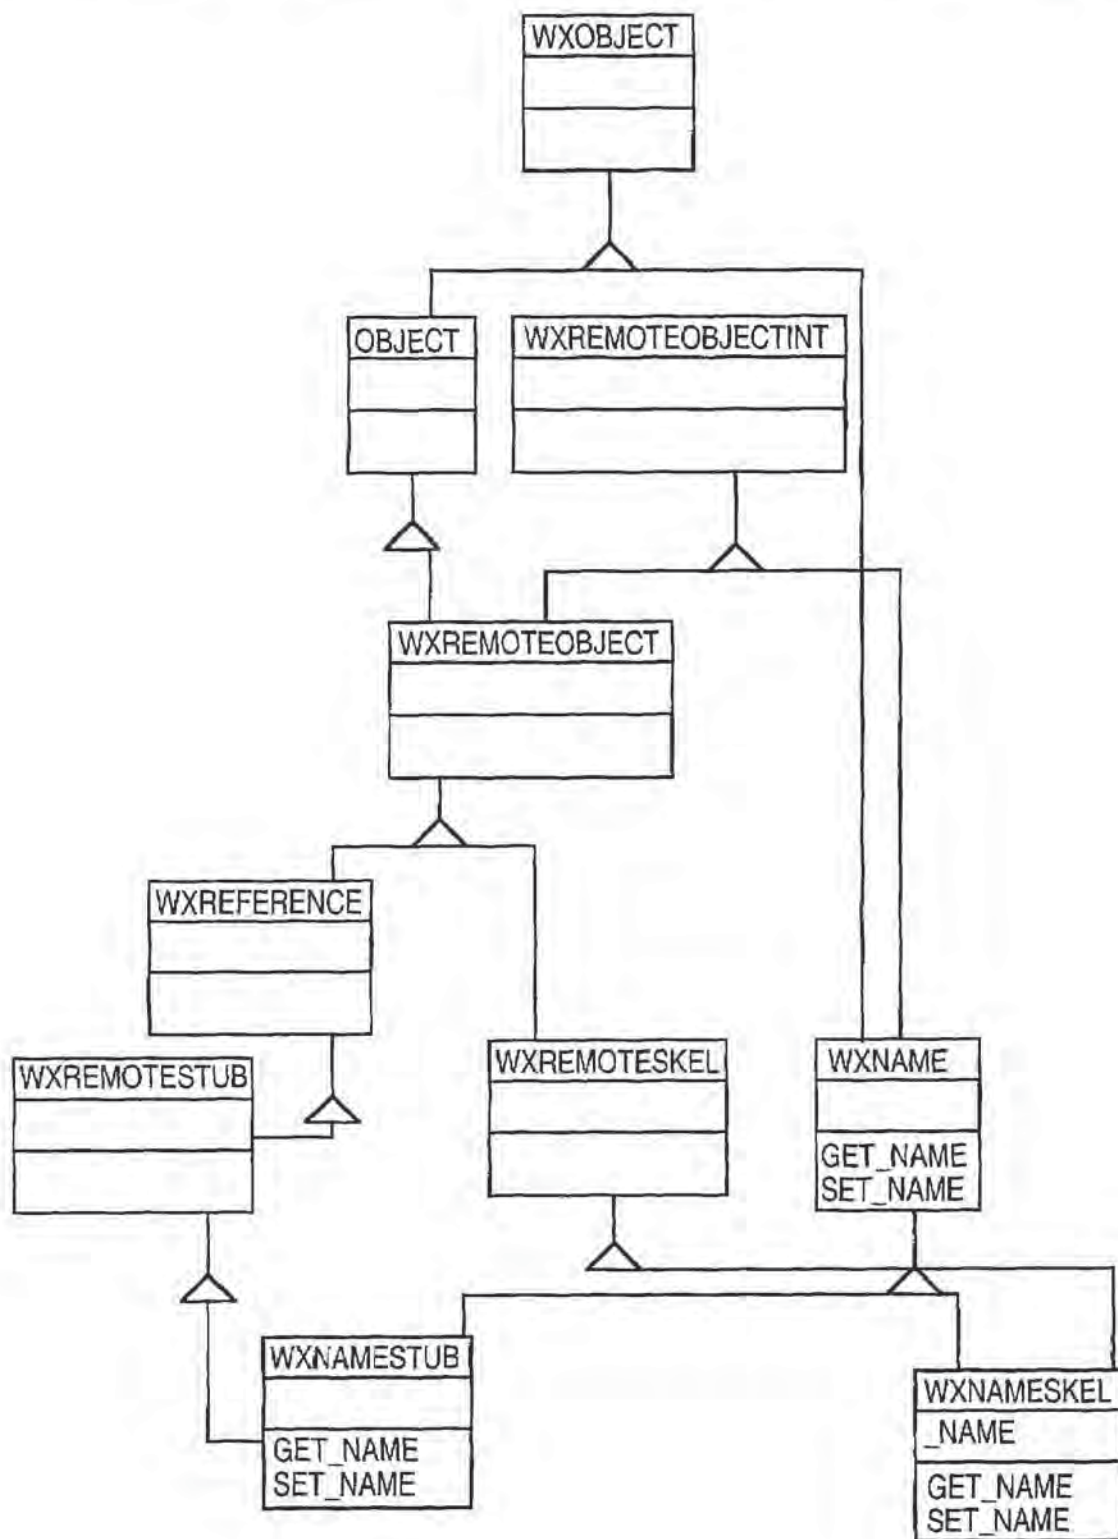 WXOBJECT
OBJECT
WXREMOTEOBJECTINT
WXREMOTEOBJECT
WXREFERENCE
WXREMOTESTUB
WXREMOTESKEL
WXNAME
GET_NAME
SET_NAME
WXNAMESTUB
GET_NAME
SET_NAME
WXNAMESKEL
_NAME
GET_NAME
SET_NAME